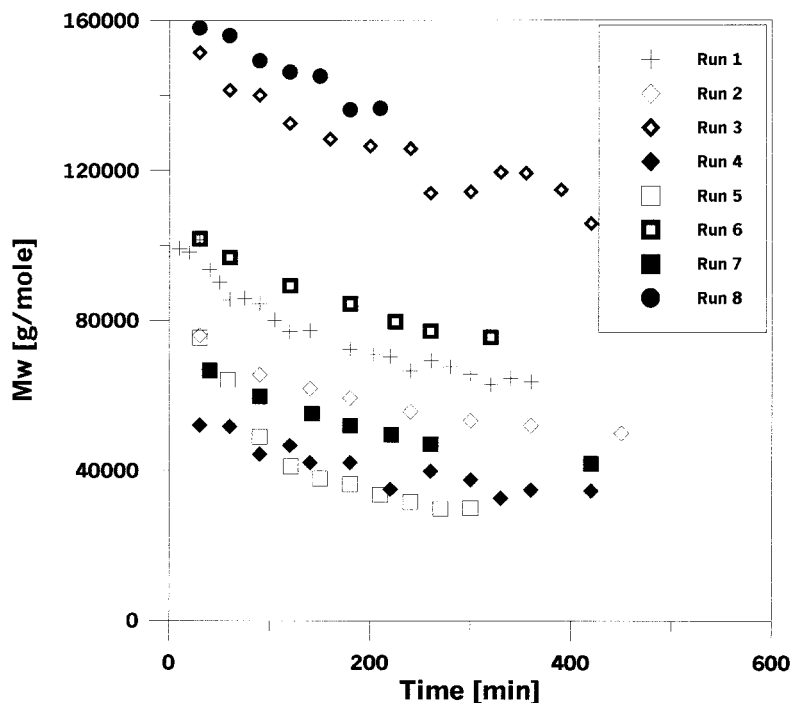 160000
120000
80000
40000
0
Mw [g/mole]
0
200
400
600
Time [min]
Run 1
Run 2
Run 3
Run 4
Run 5
Run 6
Run 7
Run 8